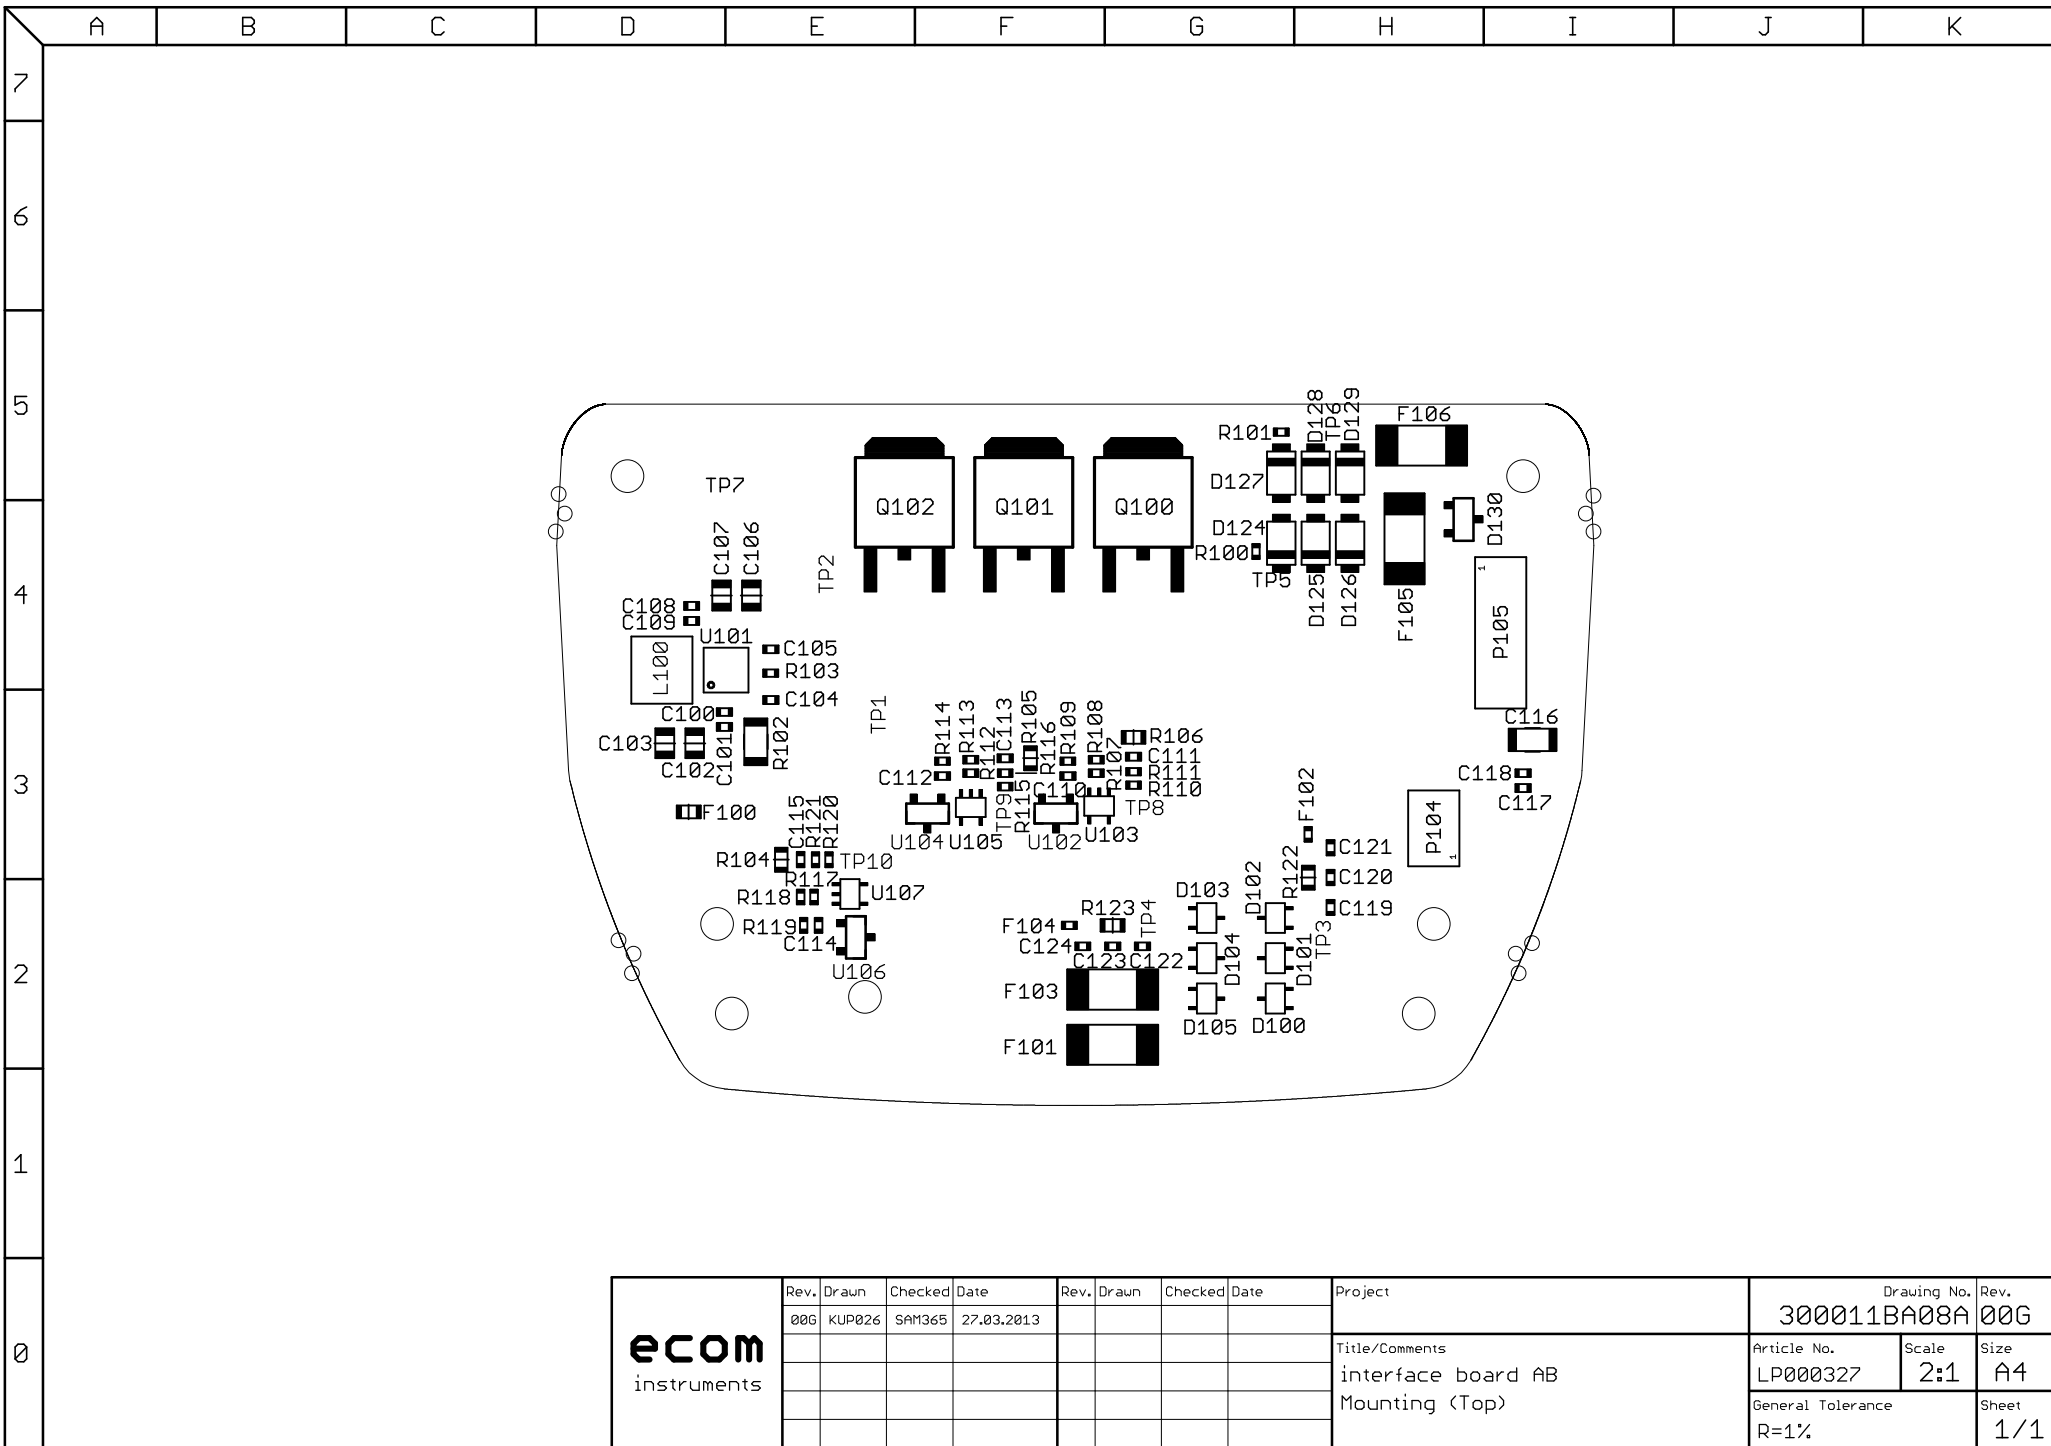 A B C D E F G H I J K
7
6
5
4
3
2
1
0
D128
TP6
D129
F106
R101
D127
TP7
Q102
Q101
Q100
D130
D124
R100
TP5
C107
C106
TP2
D125
D126
F105
P105
1
C108
C109
U101
L100
C105
R103
C104
TP1
C100
C101
C103
C102
R102
R114
R113
R112
C113
R105
R116
R109
R108
R107
R106
C111
R111
R110
C112
TP9
R115
C110
TP8
C116
C118
C117
F102
P104
1
F100
C115
R121
R120
U104
U105
U102
U103
R104
TP10
R117
R118
U107
R119
C114
U106
C121
C120
C119
R122
D102
D103
TP3
R123
TP4
F104
C124
C123
C122
D104
D101
F103
D105
D100
F101
ecom
instruments
Rev. Drawn Checked Date Rev. Drawn Checked Date
00G KUP026 SAM365 27.03.2013
Project
Drawing No. Rev.
300011BA08A 00G
Title/Comments
interface board AB
Mounting (Top)
Article No. Scale Size
LP000327 2:1 A4
General Tolerance Sheet
R=1% 1/1